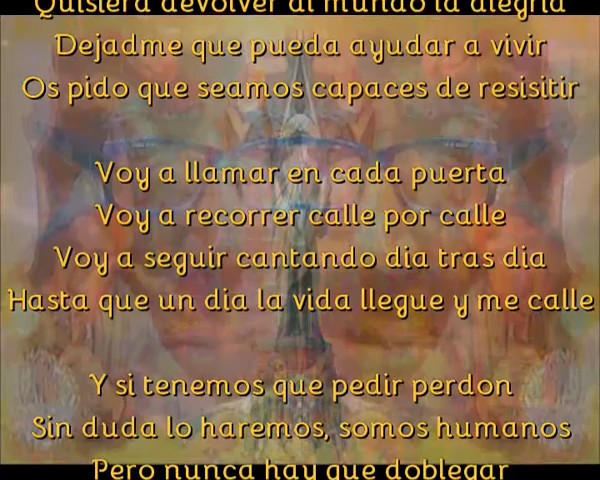 Quisiera devolver al mundo la alegria
Dejadme que pueda ayudar a vivir
Os pido que seamos capaces de resisitir
Voy a llamar en cada puerta
Voy a recorrer calle por calle
Voy a seguir cantando dia tras dia
Hasta que un dia la vida llegue y me calle
Y si tenemos que pedir perdon
Sin duda lo haremos, somos humanos
Pero nunca hay que doblegar